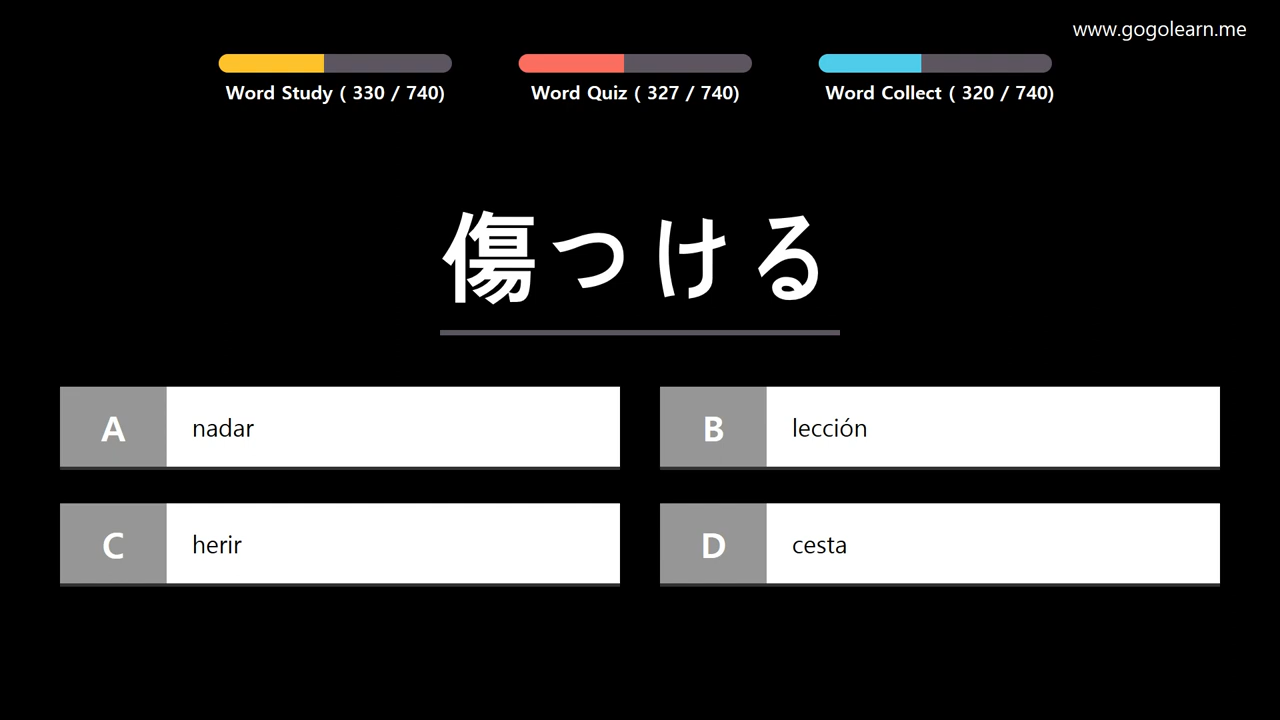 www.gogolearn.me
Word Study ( 330 / 740)
Word Quiz ( 327 / 740)
Word Collect ( 320 / 740)
傷つける
A nadar
B lección
C herir
D cesta